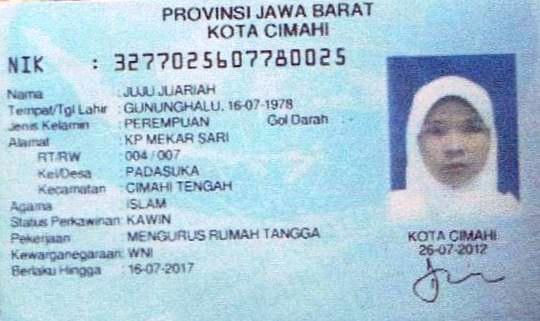 PROVINSI JAWA BARAT
KOTA CIMAHI
NIK : 3277025607780025
Nama : JUJU JUARIAH
Tempat/Tgl Lahir : GUNUNGHALU, 16-07-1978
Jenis Kelamin : PEREMPUAN Gol Darah :
Alamat : KP MEKAR SARI
RT/RW : 004 / 007
Kel/Desa : PADASUKA
Kecamatan : CIMAHI TENGAH
Agama : ISLAM
Status Perkawinan: KAWIN
Pekerjaan : MENGURUS RUMAH TANGGA
Kewarganegaraan: WNI
Berlaku Hingga : 16-07-2017
KOTA CIMAHI
26-07-2012